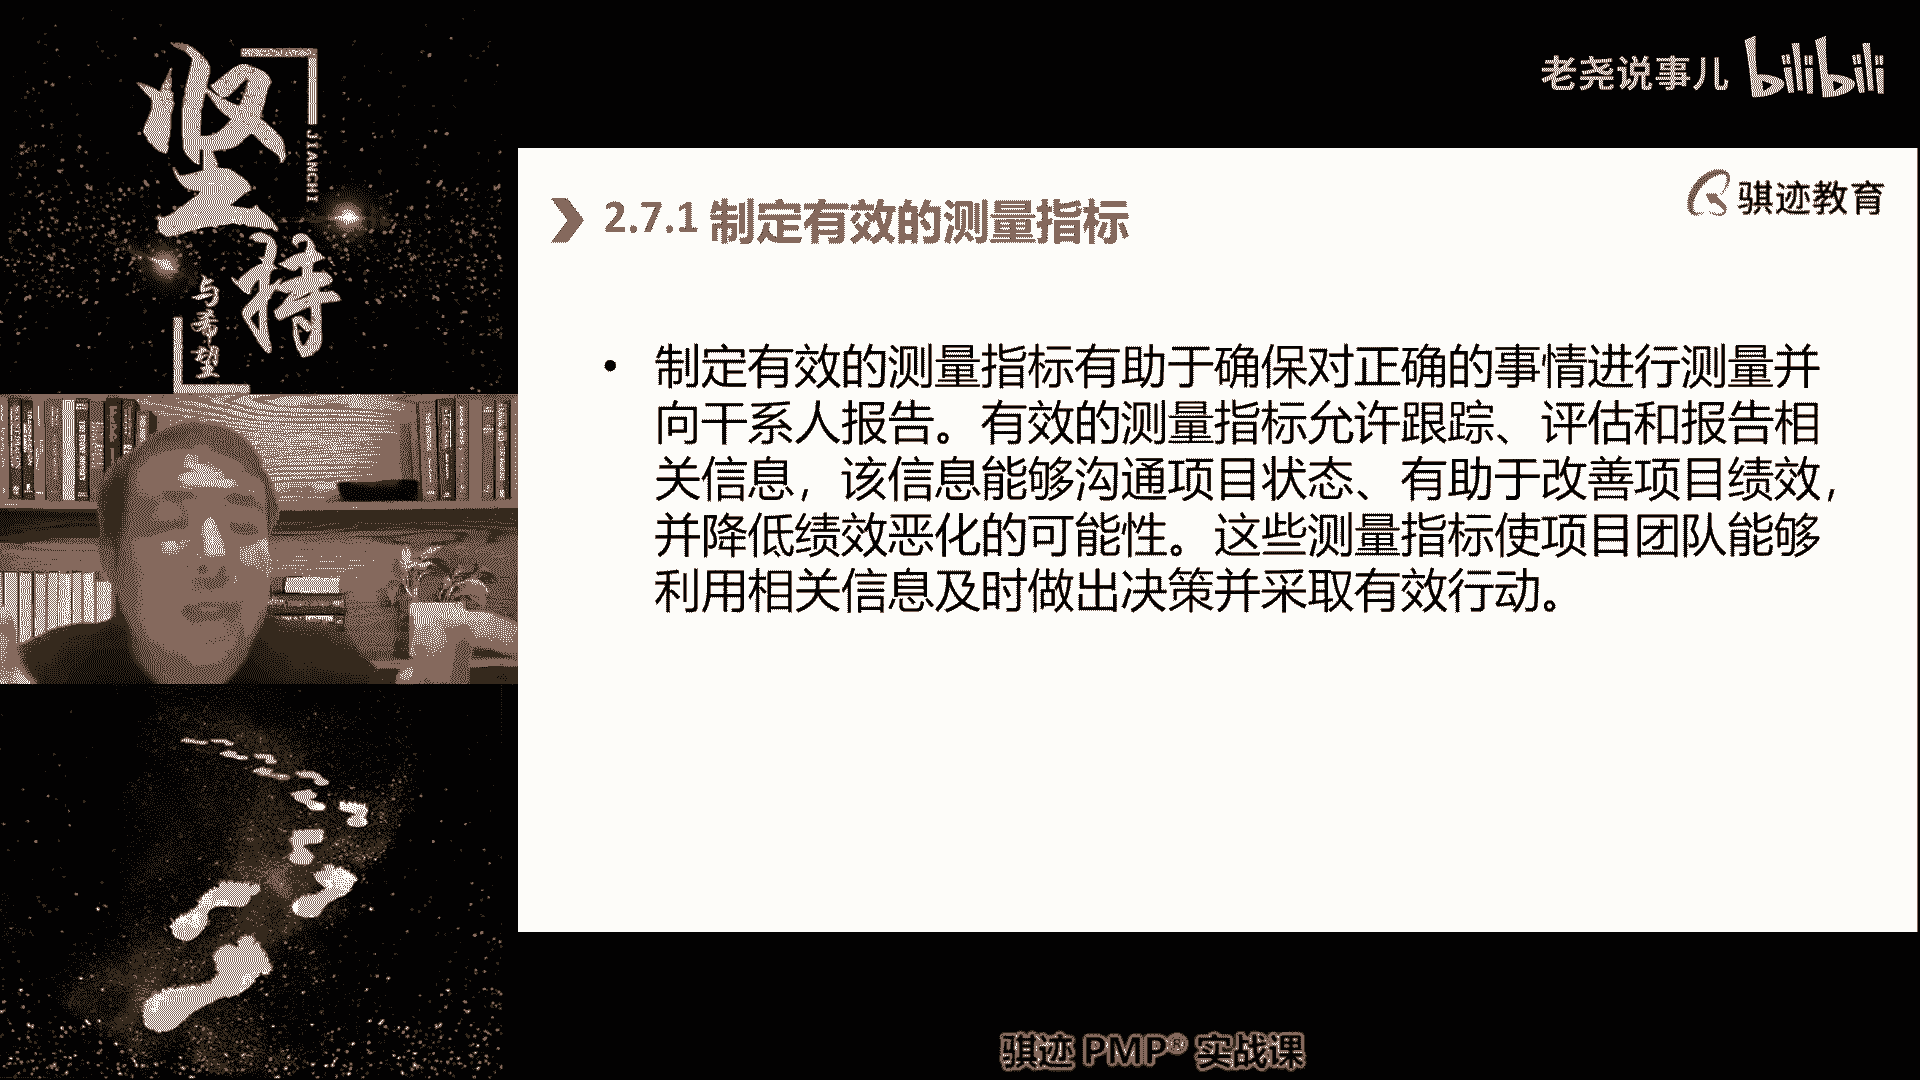 坚持
JIANCHI
与希望
老尧说事儿 bilibili
骐迹教育
2.7.1 制定有效的测量指标
• 制定有效的测量指标有助于确保对正确的事情进行测量并
向干系人报告。有效的测量指标允许跟踪、评估和报告相
关信息，该信息能够沟通项目状态、有助于改善项目绩效，
并降低绩效恶化的可能性。这些测量指标使项目团队能够
利用相关信息及时做出决策并采取有效行动。
骐迹 PMP® 实战课